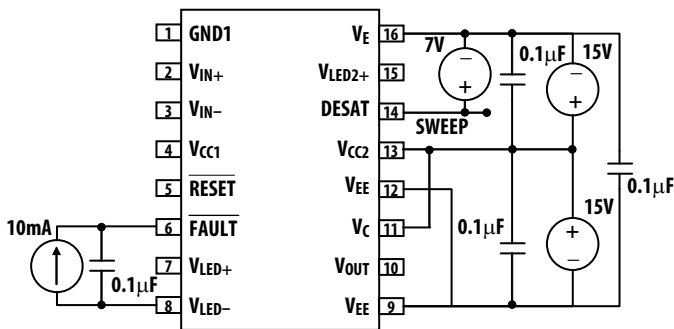 1 GND1
2 VIN+
3 VIN−
4 VCC1
5 RESET
6 FAULT
7 VLED+
8 VLED−
VE 16
VLED2+ 15
DESAT 14
VCC2 13
VEE 12
VC 11
VOUT 10
VEE 9
10mA
0.1µF
7V
−
+
SWEEP
0.1µF
15V
−
+
0.1µF
15V
+
−
0.1µF